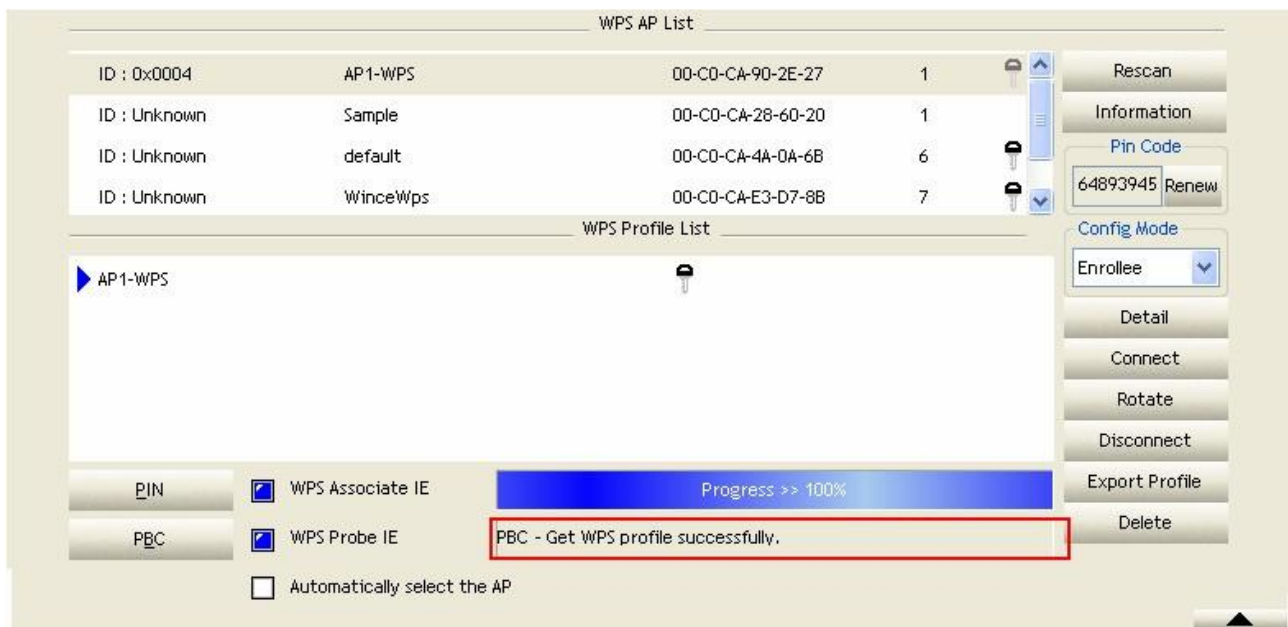 WPS AP List
ID : 0x0004 AP1-WPS 00-C0-CA-90-2E-27 1
ID : Unknown Sample 00-C0-CA-28-60-20 1
ID : Unknown default 00-C0-CA-4A-0A-6B 6
ID : Unknown WinceWps 00-C0-CA-E3-D7-8B 7
Rescan
Information
Pin Code
64893945 Renew
Config Mode
Enrollee
WPS Profile List
AP1-WPS
Detail
Connect
Rotate
Disconnect
Export Profile
Delete
PIN WPS Associate IE Progress >> 100%
PBC WPS Probe IE PBC - Get WPS profile successfully.
Automatically select the AP